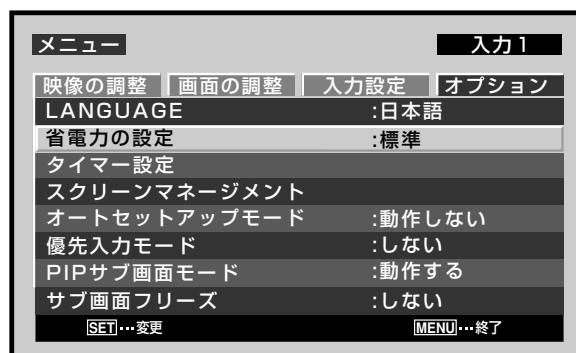 メニュー 入力1
映像の調整 画面の調整 入力設定 オプション
LANGUAGE :日本語
省電力の設定 :標準
タイマー設定
スクリーンマネージメント
オートセットアップモード :動作しない
優先入力モード :しない
PIPサブ画面モード :動作する
サブ画面フリーズ :しない
SET…変更 MENU…終了